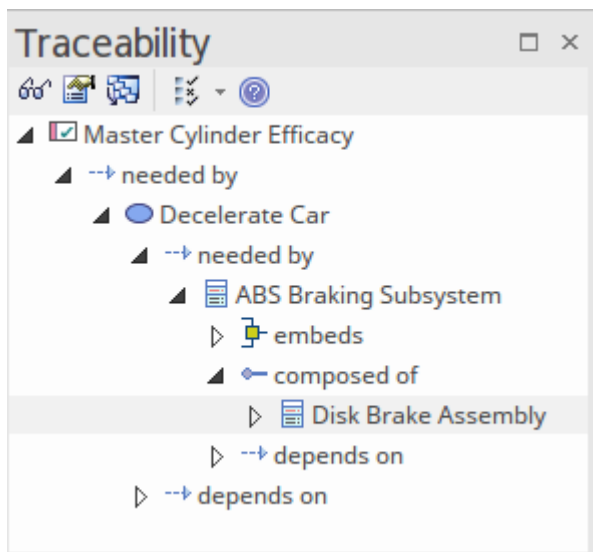 Traceability
Master Cylinder Efficacy
needed by
Decelerate Car
needed by
ABS Braking Subsystem
embeds
composed of
Disk Brake Assembly
depends on
depends on